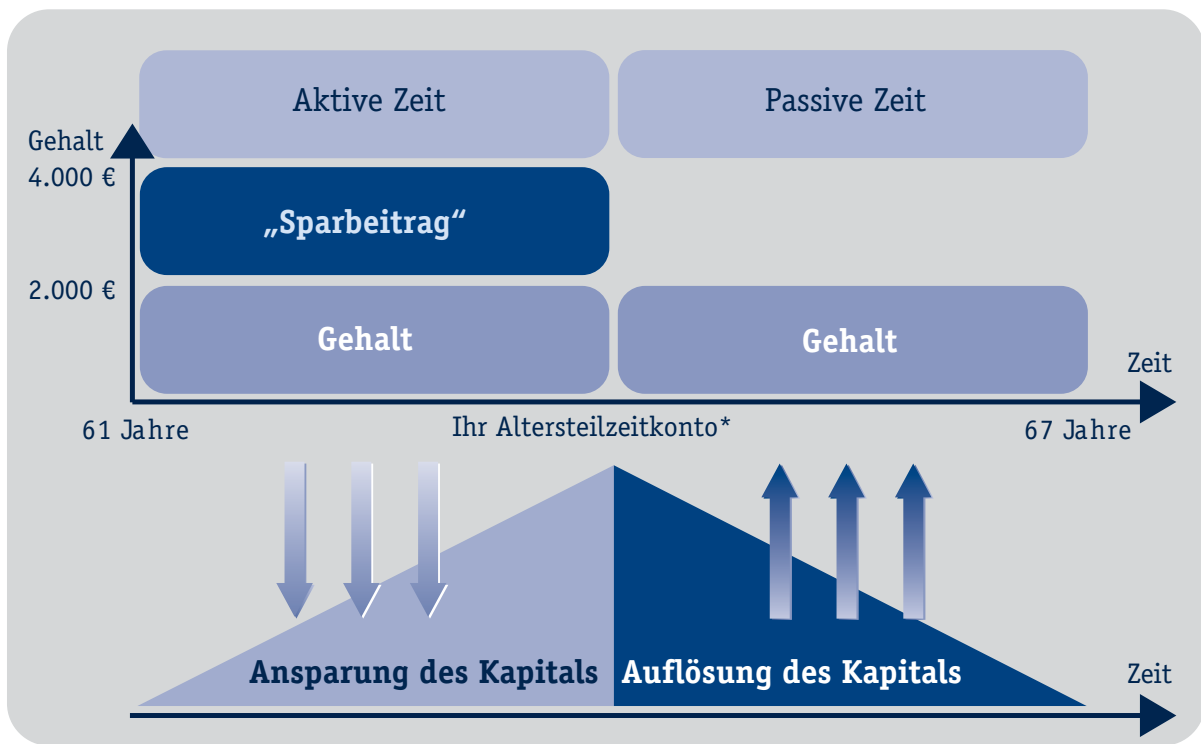 Aktive Zeit
Passive Zeit
Gehalt
4.000 €
„Sparbeitrag“
2.000 €
Gehalt
Gehalt
Zeit
61 Jahre
Ihr Altersteilzeitkonto*
67 Jahre
Ansparung des Kapitals
Auflösung des Kapitals
Zeit